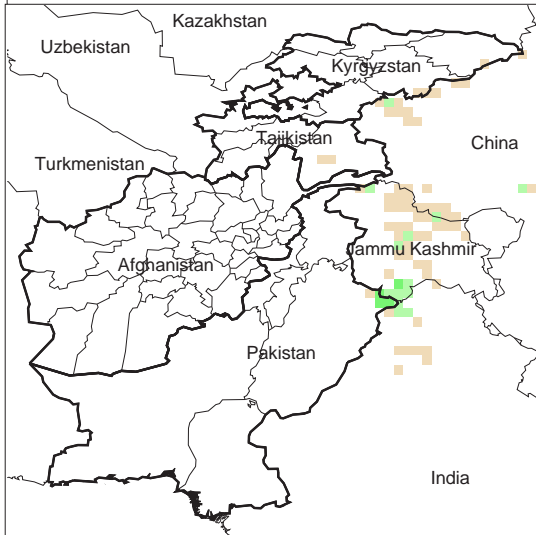 Kazakhstan
Uzbekistan
Kyrgyzstan
Tajikistan
China
Turkmenistan
Jammu Kashmir
Afghanistan
Pakistan
India